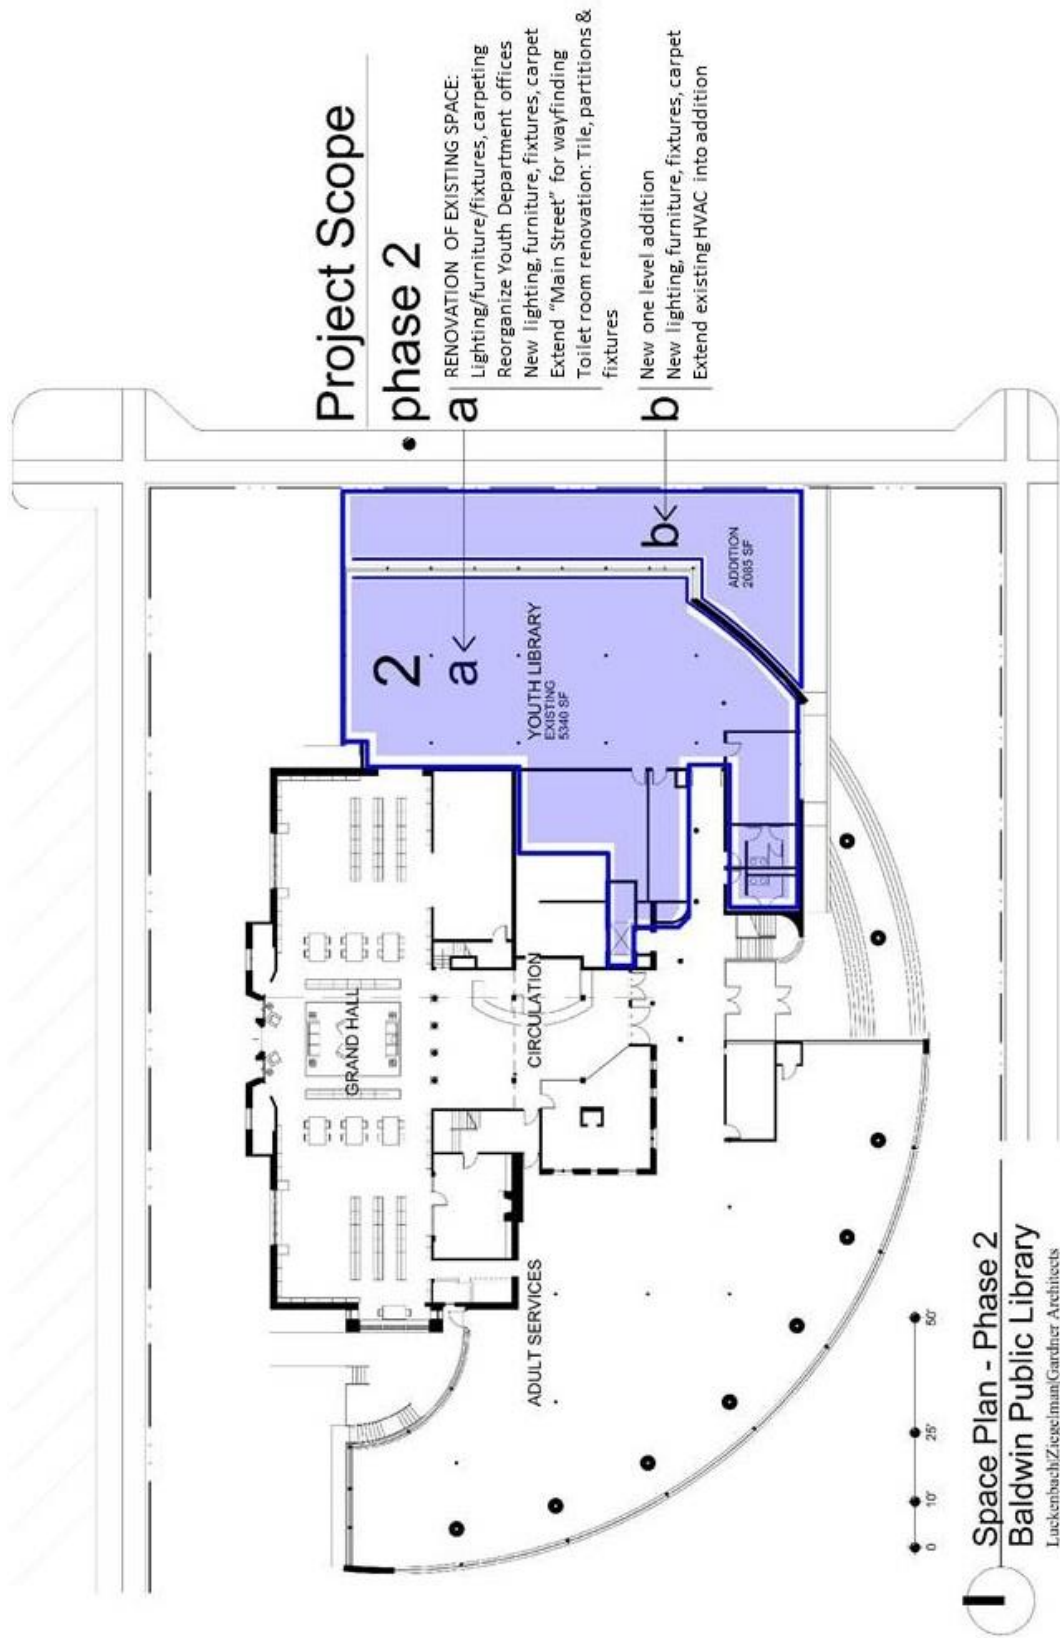 Project Scope
phase 2
a
RENOVATION OF EXISTING SPACE:
Lighting/furniture/fixtures, carpeting
Reorganize Youth Department offices
New lighting, furniture, fixtures, carpet
Extend "Main Street" for wayfinding
Toilet room renovation: Tile, partitions &
fixtures
b
New one level addition
New lighting, furniture, fixtures, carpet
Extend existing HVAC into addition
2
a
b
YOUTH LIBRARY
EXISTING
5340 SF
ADDITION
2085 SF
GRAND HALL
CIRCULATION
C
ADULT SERVICES
0 10' 25' 50'
Space Plan - Phase 2
Baldwin Public Library
Luckenbach|Ziegelman|Gardner Architects